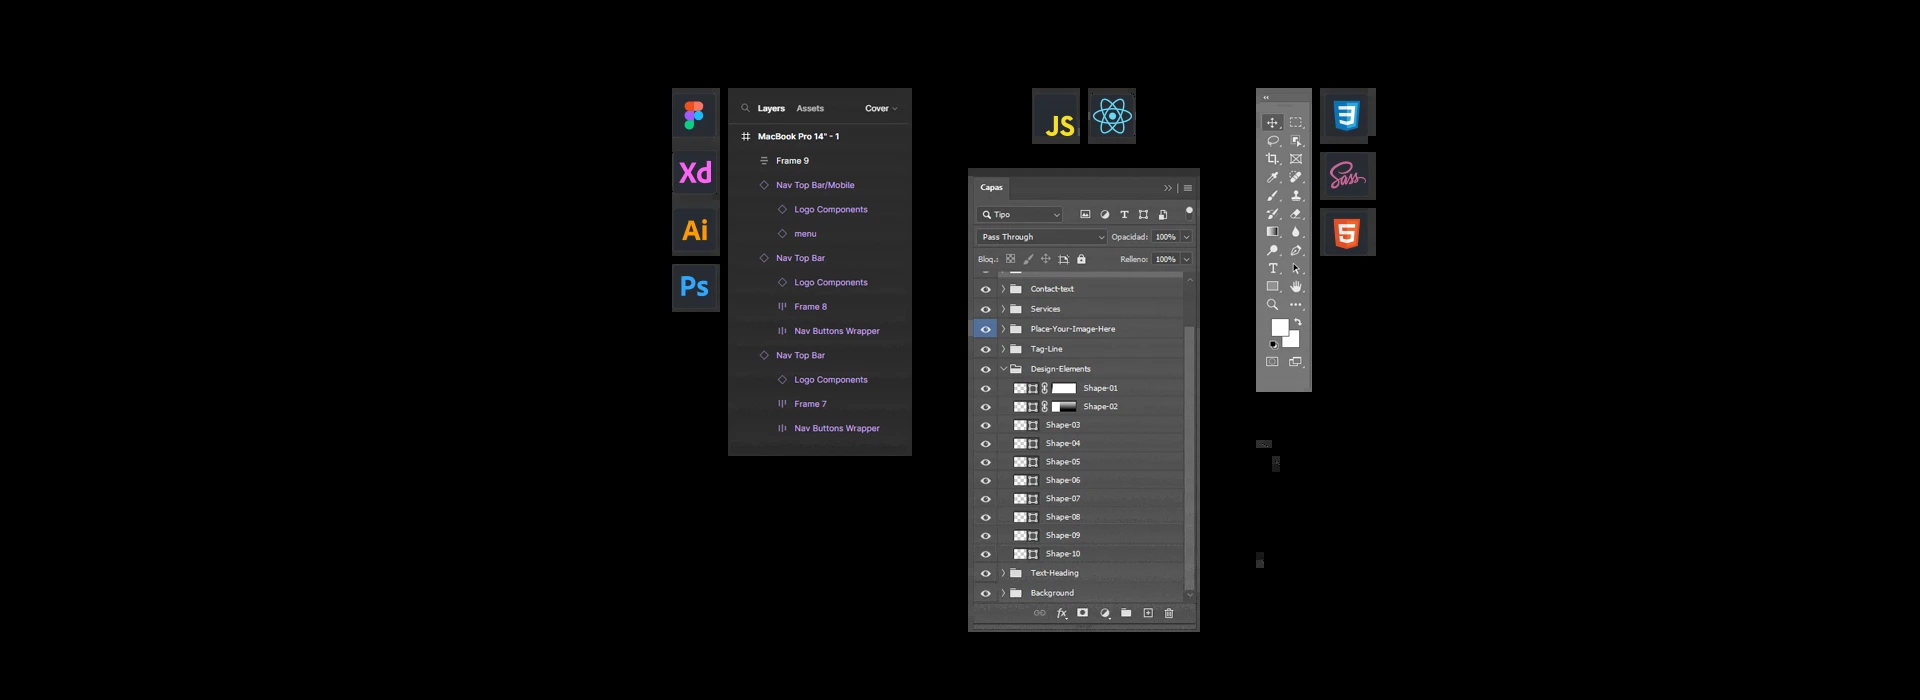 Xd
Ai
Ps
Layers Assets Cover
MacBook Pro 14" - 1
Frame 9
Nav Top Bar/Mobile
Logo Components
menu
Nav Top Bar
Logo Components
Frame 8
Nav Buttons Wrapper
Nav Top Bar
Logo Components
Frame 7
Nav Buttons Wrapper
JS
Capas
Tipo
Pass Through Opacidad: 100%
Bloq.: Relleno: 100%
Contact-text
Services
Place-Your-Image-Here
Tag-Line
Design-Elements
Shape-01
Shape-02
Shape-03
Shape-04
Shape-05
Shape-06
Shape-07
Shape-08
Shape-09
Shape-10
Text-Heading
Background
fx
3
Sass
5